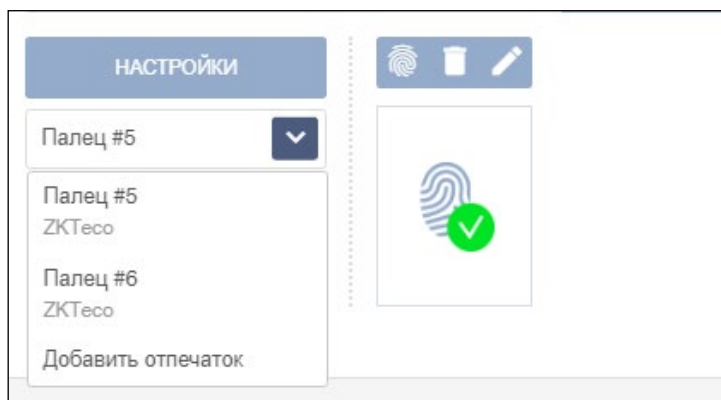 НАСТРОЙКИ
Палец #5
Палец #5
ZKTeco
Палец #6
ZKTeco
Добавить отпечаток